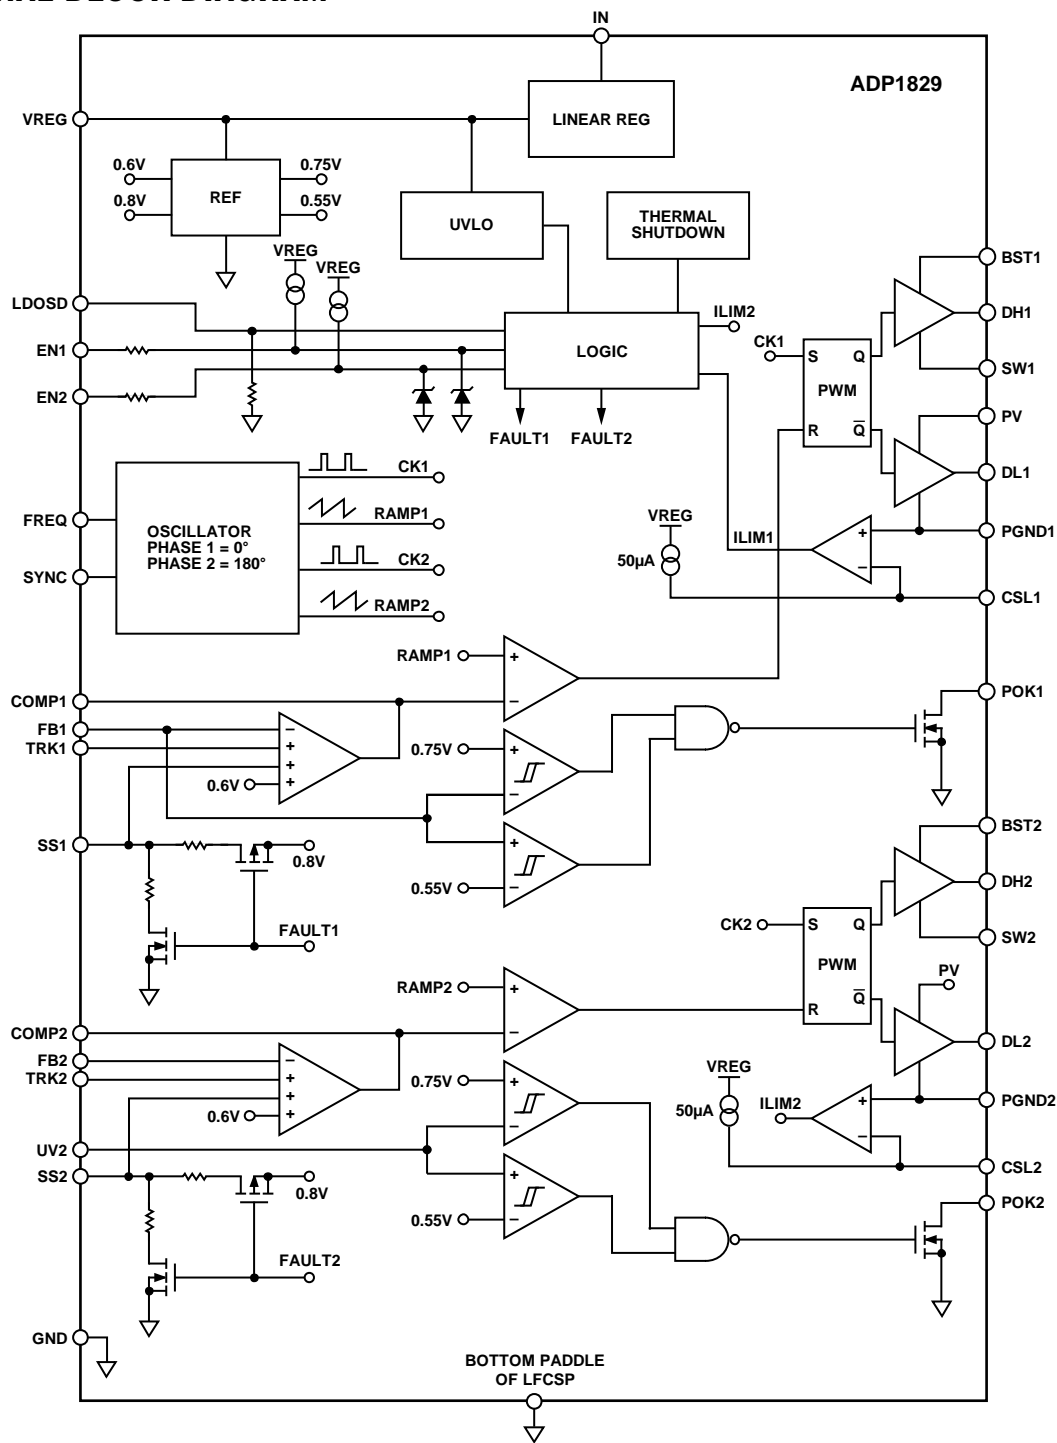 IN
ADP1829
VREG
LINEAR REG
0.6V
0.75V
REF
0.8V
0.55V
UVLO
THERMAL
SHUTDOWN
VREG
VREG
BST1
LDOSD
ILIM2
DH1
EN1
LOGIC
CK1
S
Q
SW1
EN2
PWM
PV
FAULT1
FAULT2
R
Q
CK1
DL1
FREQ
OSCILLATOR
PHASE 1 = 0°
PHASE 2 = 180°
RAMP1
VREG
ILIM1
+
PGND1
SYNC
CK2
50µA
−
CSL1
RAMP2
RAMP1
+
COMP1
−
POK1
FB1
−
TRK1
+
0.75V
+
+
0.6V
+
−
BST2
SS1
0.8V
+
DH2
0.55V
−
CK2
S
Q
FAULT1
SW2
PWM
PV
RAMP2
+
R
Q
COMP2
−
DL2
FB2
−
VREG
TRK2
+
0.75V
+
ILIM2
+
PGND2
+
50µA
0.6V
+
−
−
UV2
SS2
+
CSL2
0.8V
POK2
0.55V
−
FAULT2
GND
BOTTOM PADDLE
OF LFCSP